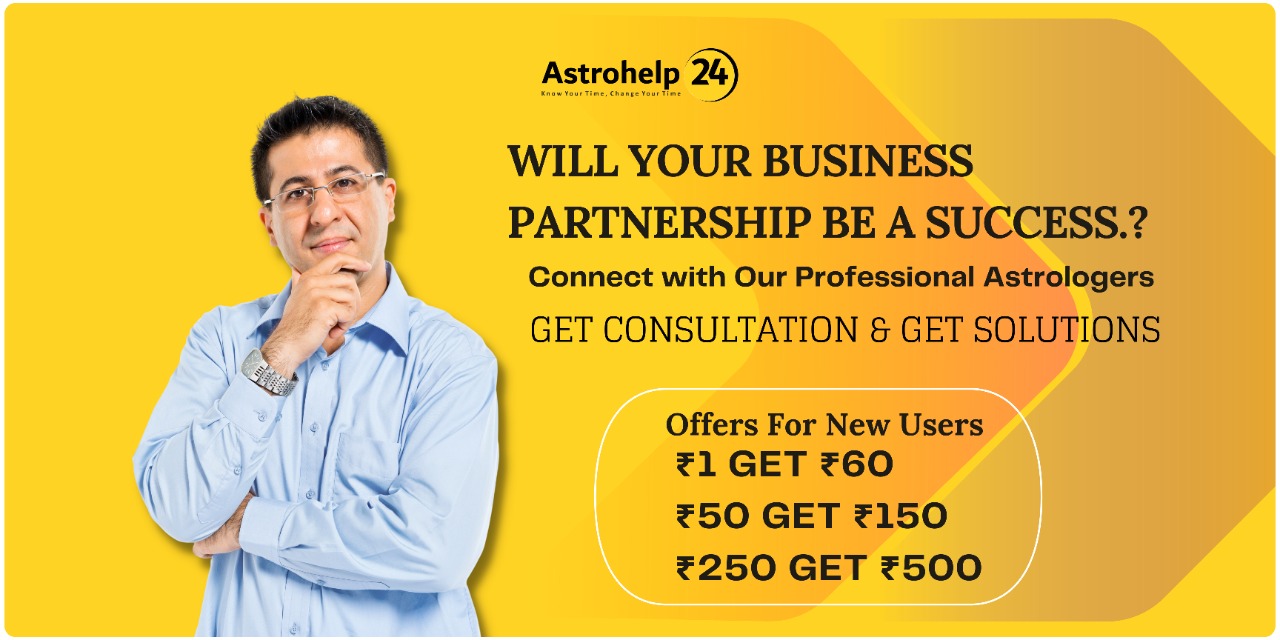 Astrohelp 24
Know Your Time, Change Your Time
WILL YOUR BUSINESS
PARTNERSHIP BE A SUCCESS.?
Connect with Our Professional Astrologers
GET CONSULTATION & GET SOLUTIONS
Offers For New Users
₹1 GET ₹60
₹50 GET ₹150
₹250 GET ₹500